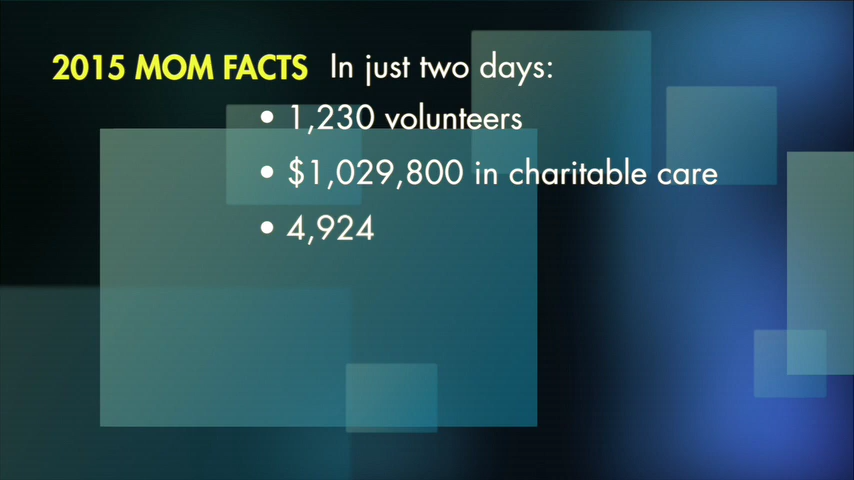 2015 MOM FACTS In just two days:
• 1,230 volunteers
• $1,029,800 in charitable care
• 4,924